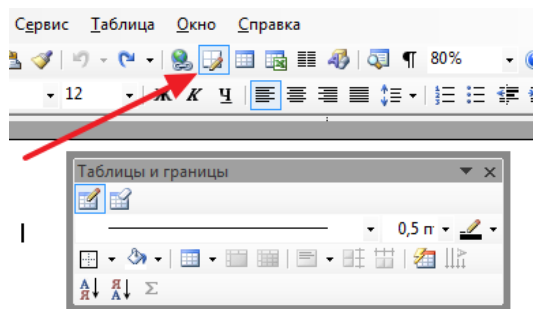 Сервис Таблица Окно Справка
¶ 80%
12 Ж К Ч
Таблицы и границы
0,5 п
А Я Я А Σ